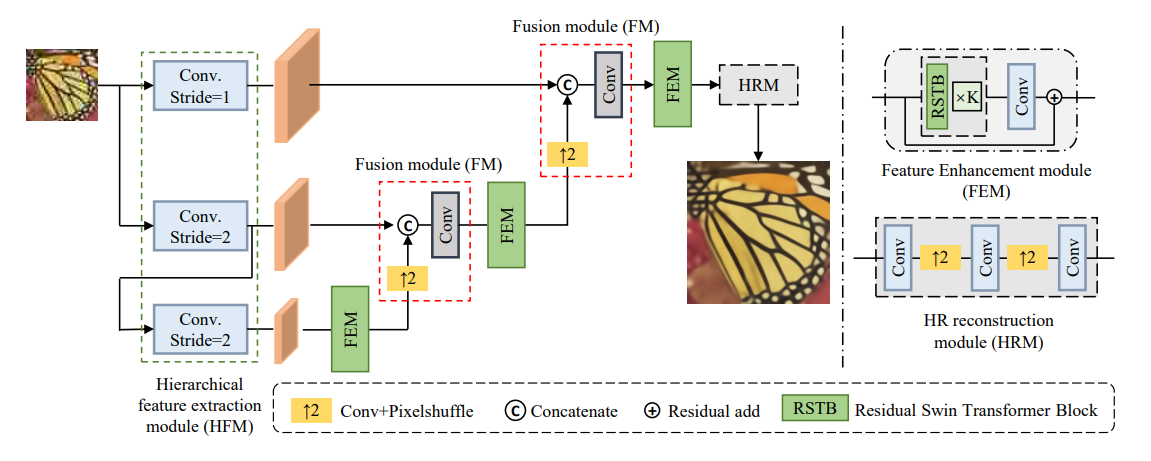 Fusion module (FM)
Conv.
Stride=1
C
Conv
FEM
HRM
↑2
Fusion module (FM)
Conv.
Stride=2
C
Conv
FEM
↑2
Conv.
Stride=2
FEM
Hierarchical
feature extraction
module (HFM)
RSTB
×K
Conv
Feature Enhancement module
(FEM)
Conv
↑2
Conv
↑2
Conv
HR reconstruction
module (HRM)
↑2 Conv+Pixelshuffle C Concatenate Residual add RSTB Residual Swin Transformer Block